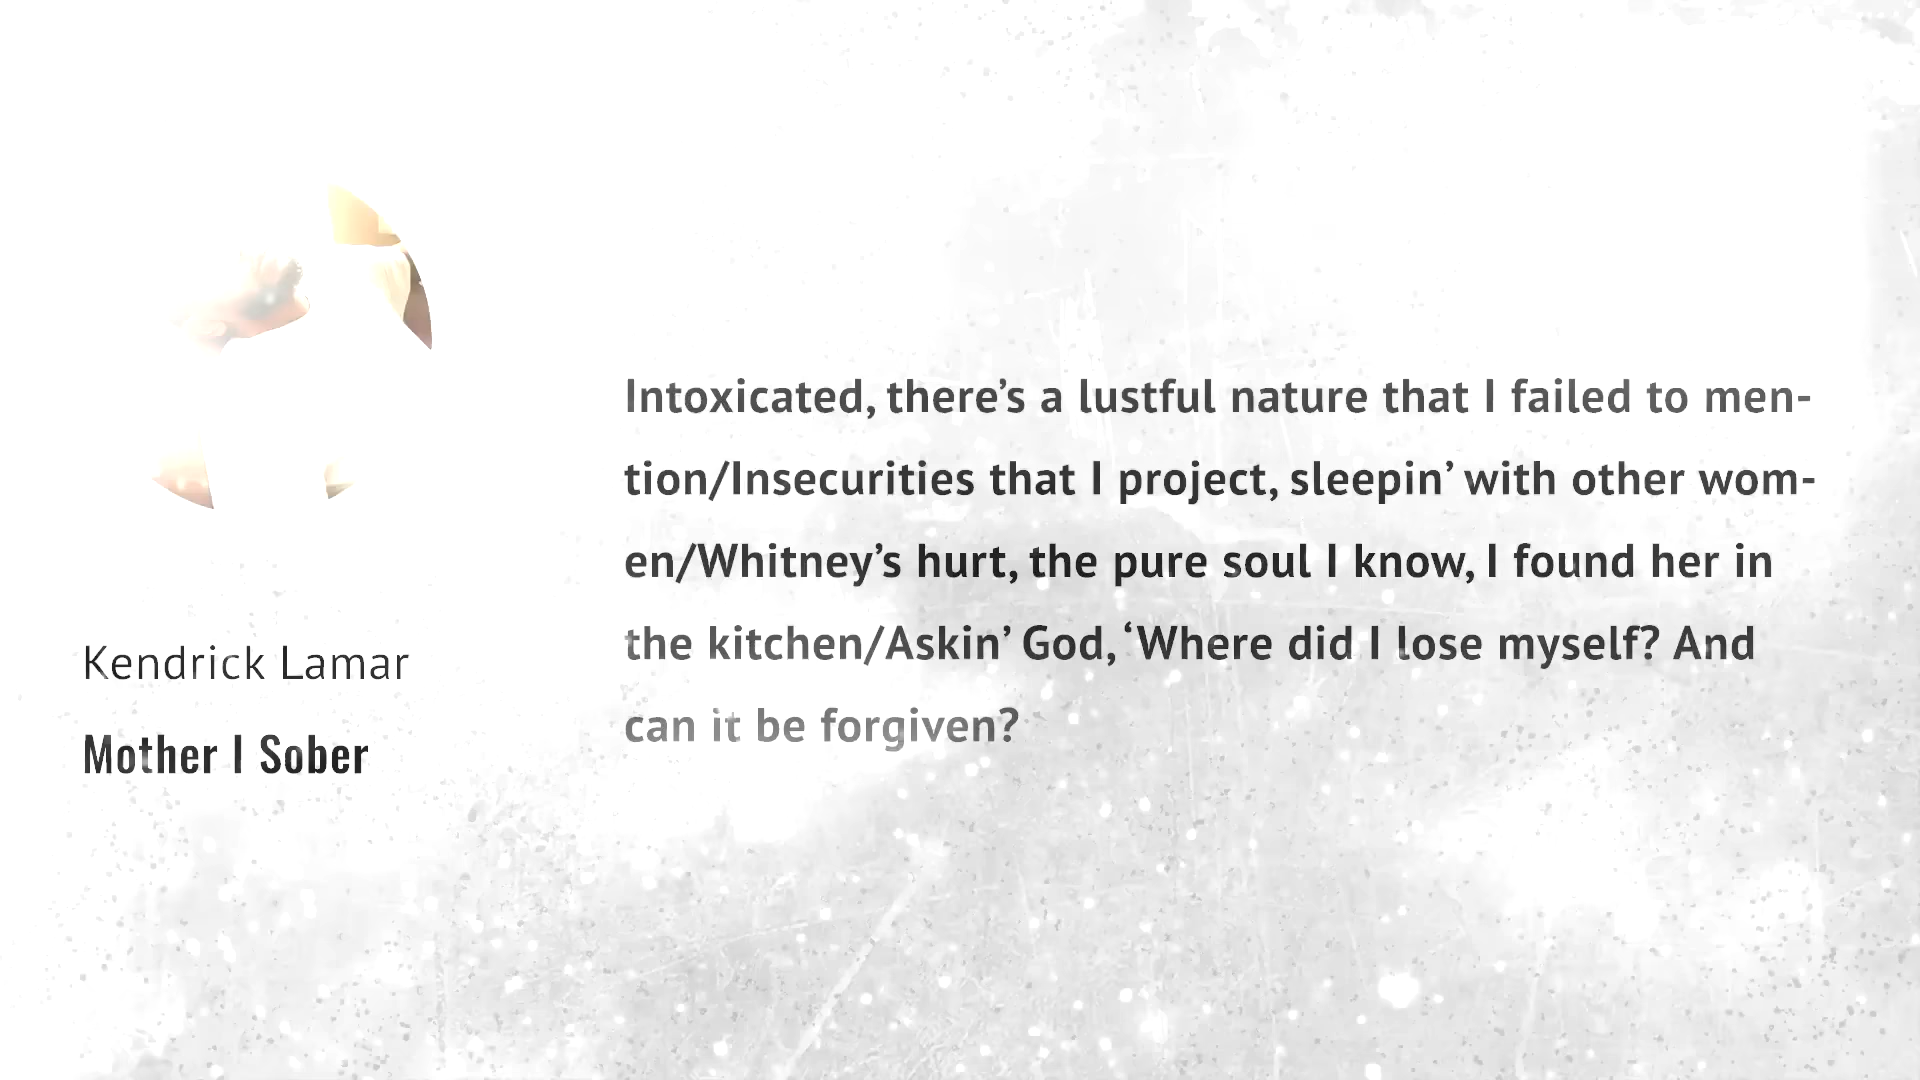 Intoxicated, there’s a lustful nature that I failed to men-
tion/Insecurities that I project, sleepin’ with other wom-
en/Whitney’s hurt, the pure soul I know, I found her in
the kitchen/Askin’ God, ‘Where did I lose myself? And
can it be forgiven?
Kendrick Lamar
Mother I Sober